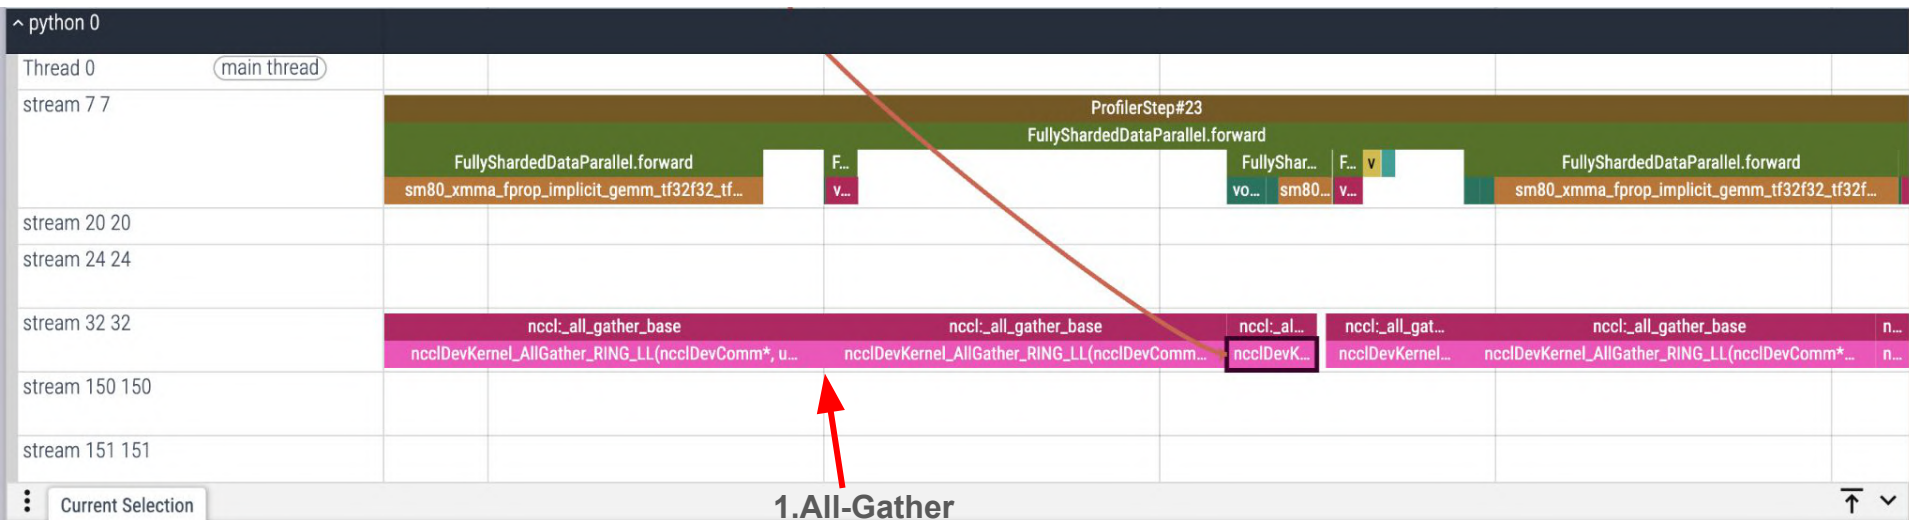 python 0
Thread 0 main thread
stream 7 7
ProfilerStep#23
FullyShardedDataParallel.forward
FullyShardedDataParallel.forward F... FullyShar... F... v FullyShardedDataParallel.forward
sm80_xmma_fprop_implicit_gemm_tf32f32_tf... v... vo... sm80... v... sm80_xmma_fprop_implicit_gemm_tf32f32_tf32f...
stream 20 20
stream 24 24
stream 32 32
nccl:_all_gather_base nccl:_all_gather_base nccl:_al... nccl:_all_gat... nccl:_all_gather_base n...
ncclDevKernel_AllGather_RING_LL(ncclDevComm*, u... ncclDevKernel_AllGather_RING_LL(ncclDevComm... ncclDevK... ncclDevKernel... ncclDevKernel_AllGather_RING_LL(ncclDevComm*... n...
stream 150 150
stream 151 151
Current Selection
1.All-Gather